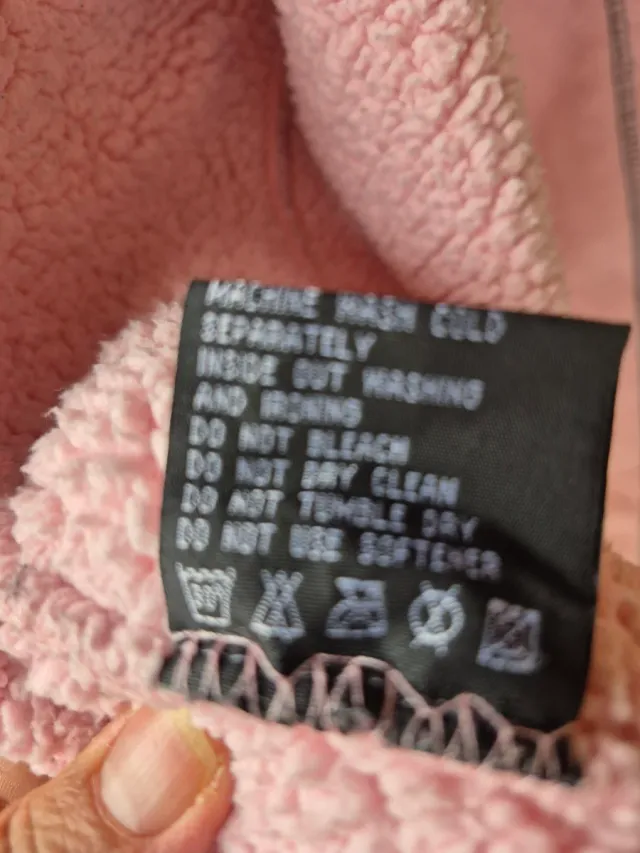 MACHINE WASH COLD
SEPARATELY
INSIDE OUT WASHING
AND IRONING
DO NOT BLEACH
DO NOT DRY CLEAN
DO NOT TUMBLE DRY
DO NOT USE SOFTENER